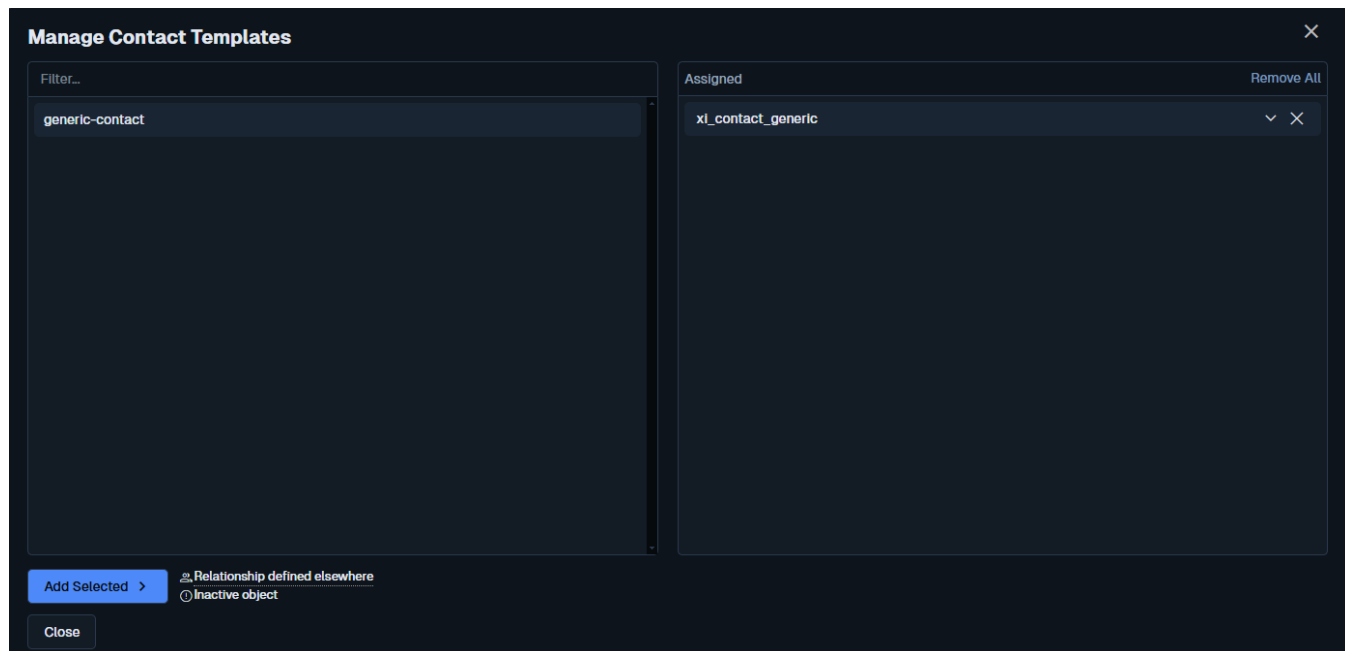 Manage Contact Templates
Filter...
Assigned
Remove All
generic-contact
xi_contact_generic
Add Selected
Relationship defined elsewhere
Inactive object
Close